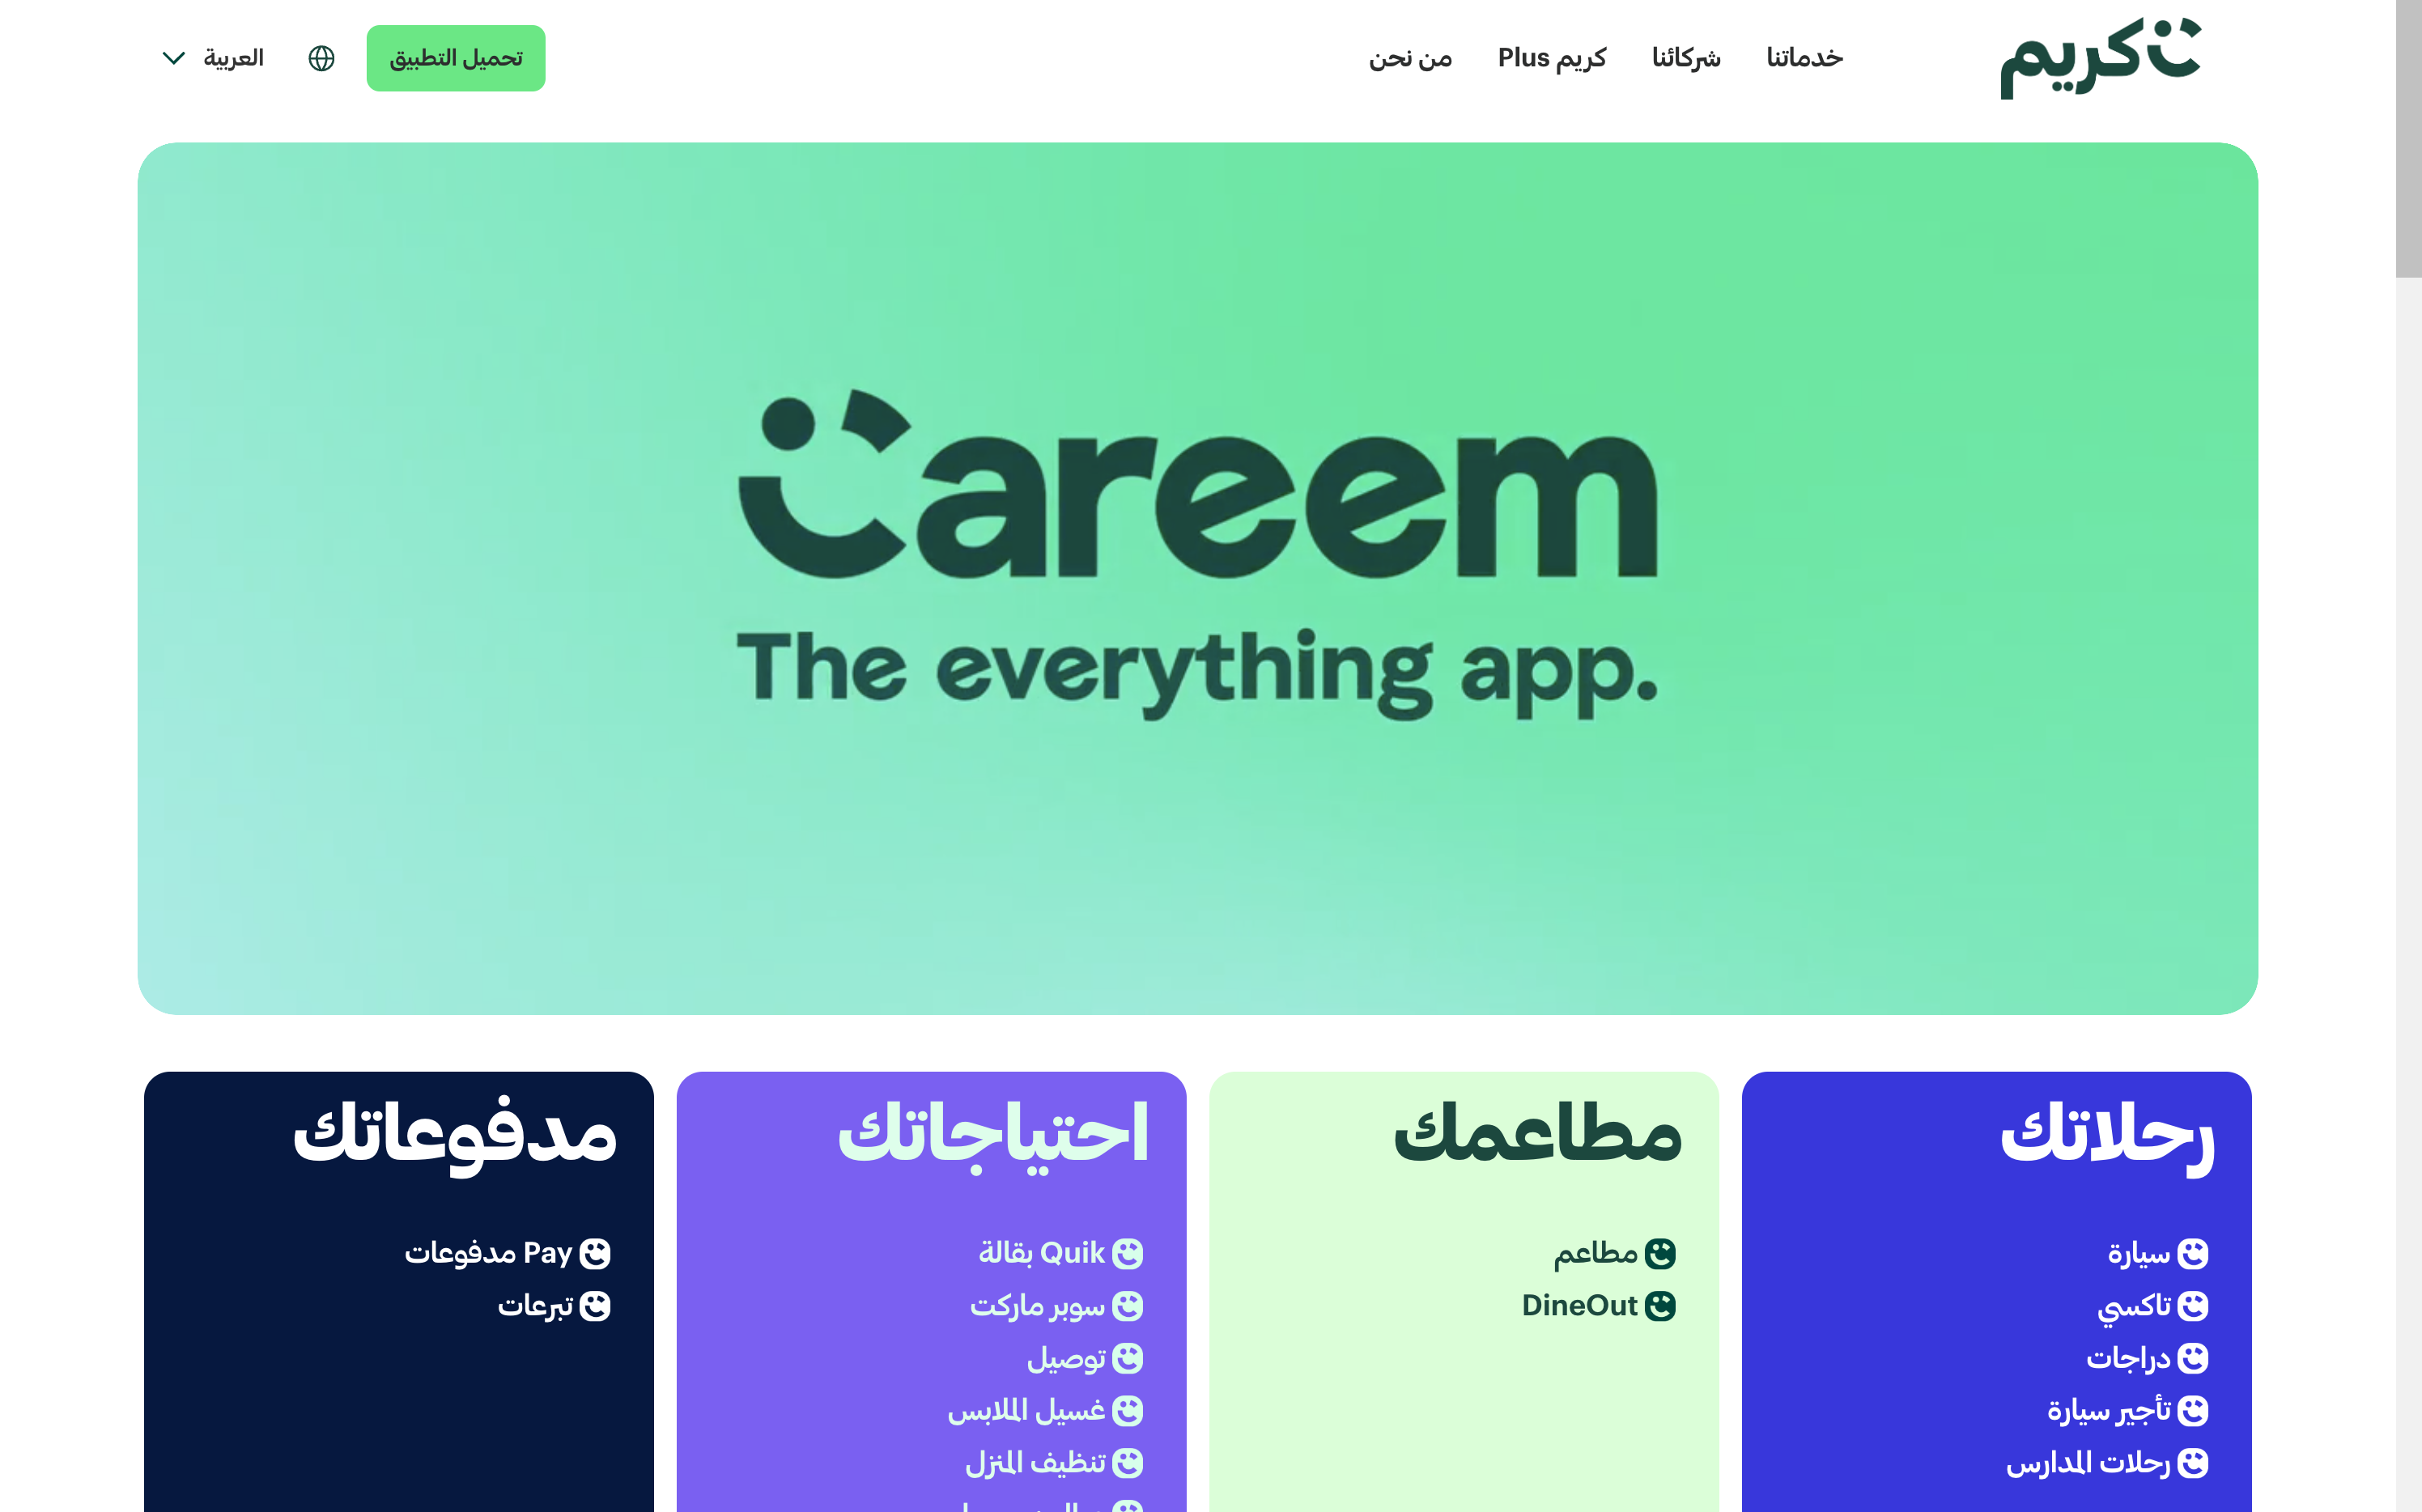 كريم
خدماتنا
شركائنا
كريم Plus
من نحن
تحميل التطبيق
العربية
Careem
The everything app.
رحلاتك
سيارة
تاكسي
دراجات
تأجير سيارة
رحلات المدارس
مطاعمك
مطاعم
DineOut
احتياجاتك
Quik بقالة
سوبر ماركت
توصيل
غسيل الملابس
تنظيف المنزل
مدفوعاتك
Pay مدفوعات
تبرعات